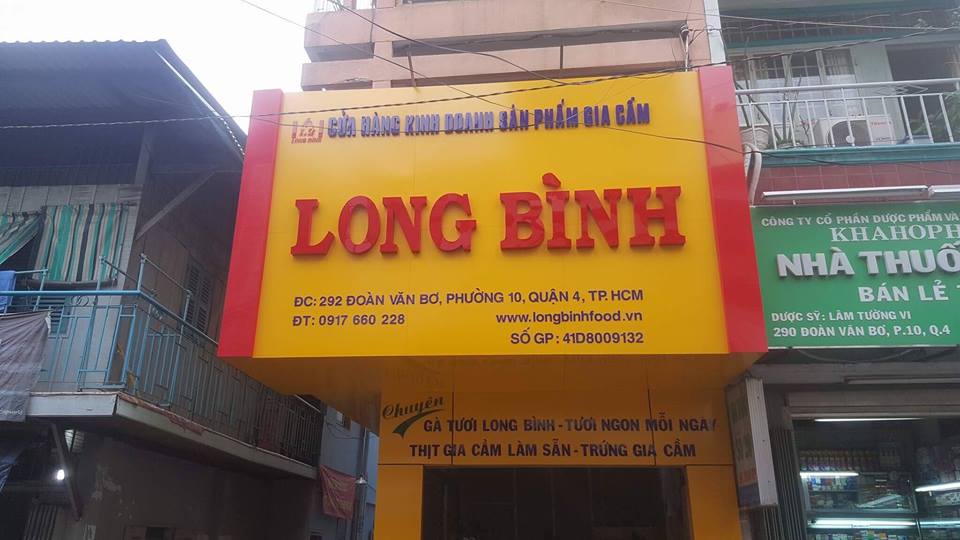 CỬA HÀNG KINH DOANH SẢN PHẨM GIA CẦM
LONG BÌNH
LONG BÌNH
ĐC: 292 ĐOÀN VĂN BƠ, PHƯỜNG 10, QUẬN 4, TP. HCM
ĐT: 0917 660 228 www.longbinhfood.vn
SỐ GP: 41D8009132
Chuyên
GÀ TƯƠI LONG BÌNH - TƯƠI NGON MỖI NGAY
THỊT GIA CẦM LÀM SẴN - TRỨNG GIA CẦM
CÔNG TY CỔ PHẦN DƯỢC PHẨM VÀ
KHAHOPH
NHÀ THUỐ
BÁN LẺ
DƯỢC SỸ: LÂM TƯỜNG VI
290 ĐOÀN VĂN BƠ, P.10, Q.4